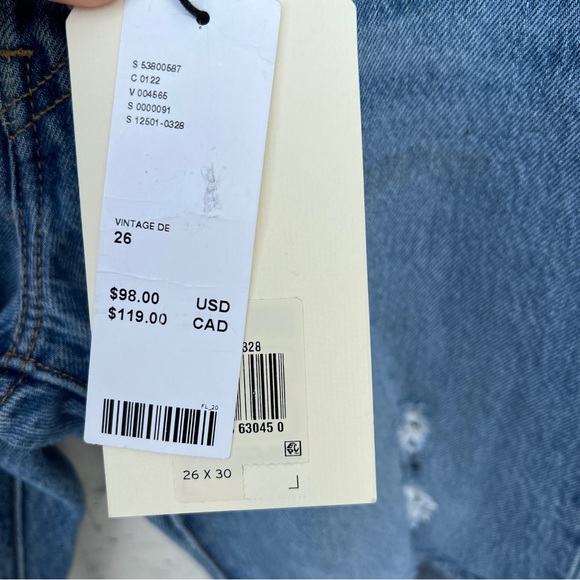 S 53800587
C 0122
V 004565
S 0000091
S 12501-0328
VINTAGE DE
26
$98.00 USD
$119.00 CAD
FL_20
328
63045 0
26 X 30